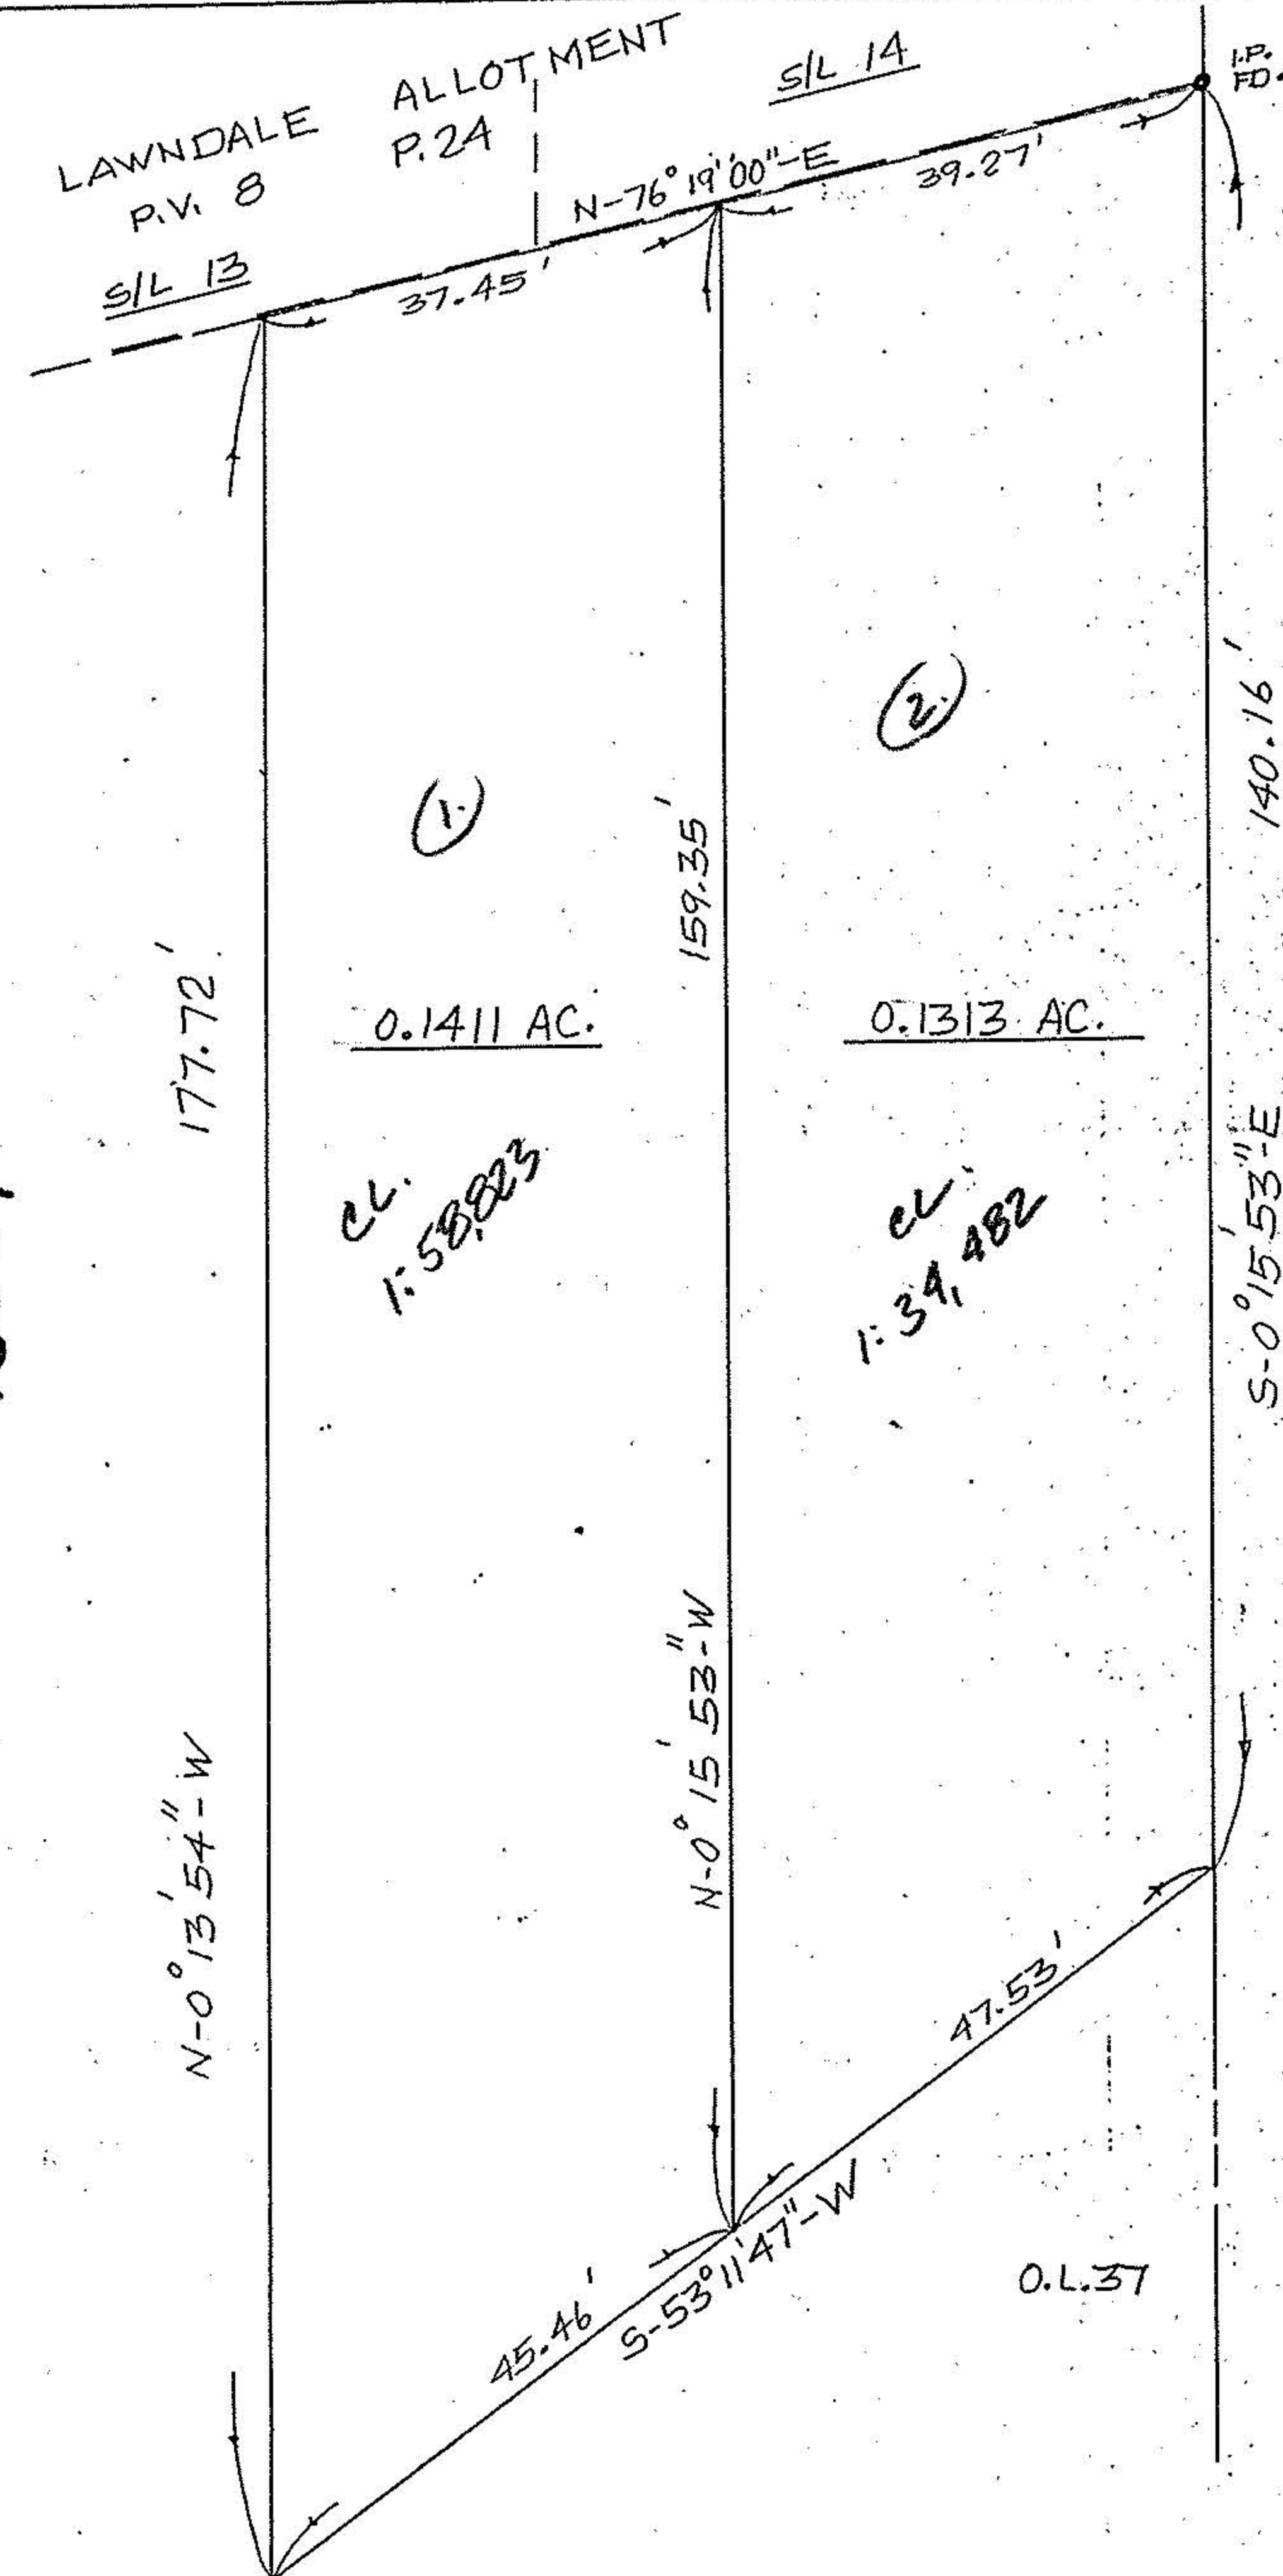 LAWNDALE ALLOTMENT
P.V. 8 P.24
S/L 14
I.P.
FD.
S/L 13
N-76° 19' 00"-E
37.45'
39.27'
(1.)
(2.)
177.72'
159.35'
140.16'
0.1411 AC.
0.1313 AC.
CL.
1:58,823
CL
1:34,482
N-0° 13' 54"-W
N-0° 15' 53"-W
S-0° 15' 53"-E
47.53'
45.46'
S-53° 11' 47"-W
O.L.37